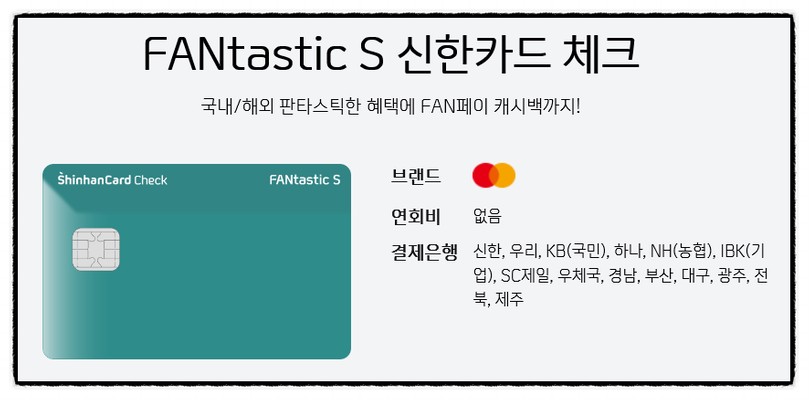 FANtastic S 신한카드 체크
국내/해외 판타스틱한 혜택에 FAN페이 캐시백까지!
ShinhanCard Check
FANtastic S
브랜드
연회비 없음
결제은행 신한, 우리, KB(국민), 하나, NH(농협), IBK(기
업), SC제일, 우체국, 경남, 부산, 대구, 광주, 전
북, 제주